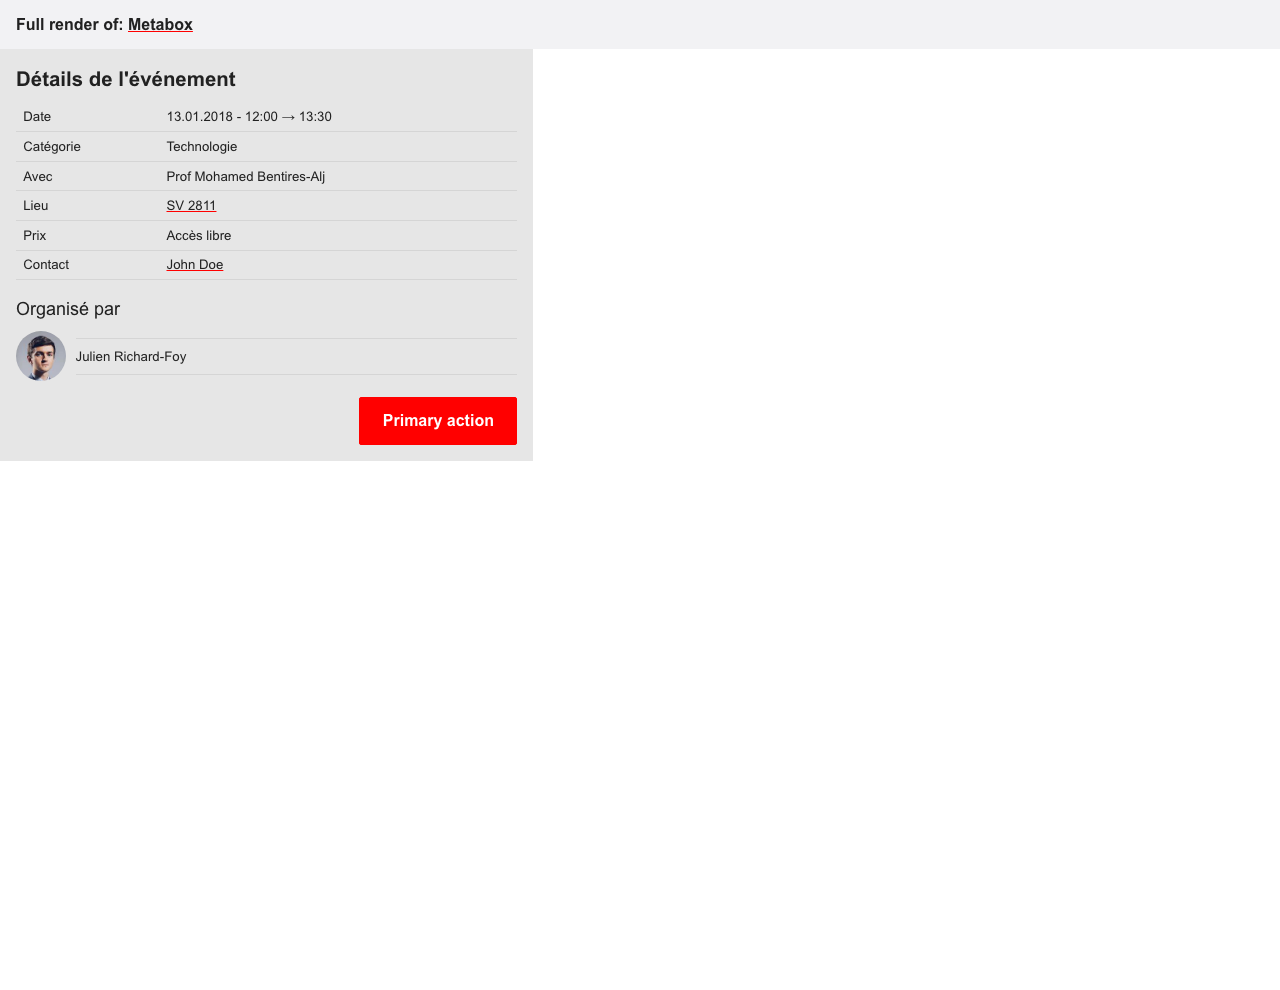 Full render of: Metabox
Détails de l'événement
Date 13.01.2018 - 12:00 → 13:30
Catégorie Technologie
Avec Prof Mohamed Bentires-Alj
Lieu SV 2811
Prix Accès libre
Contact John Doe
Organisé par
Julien Richard-Foy
Primary action